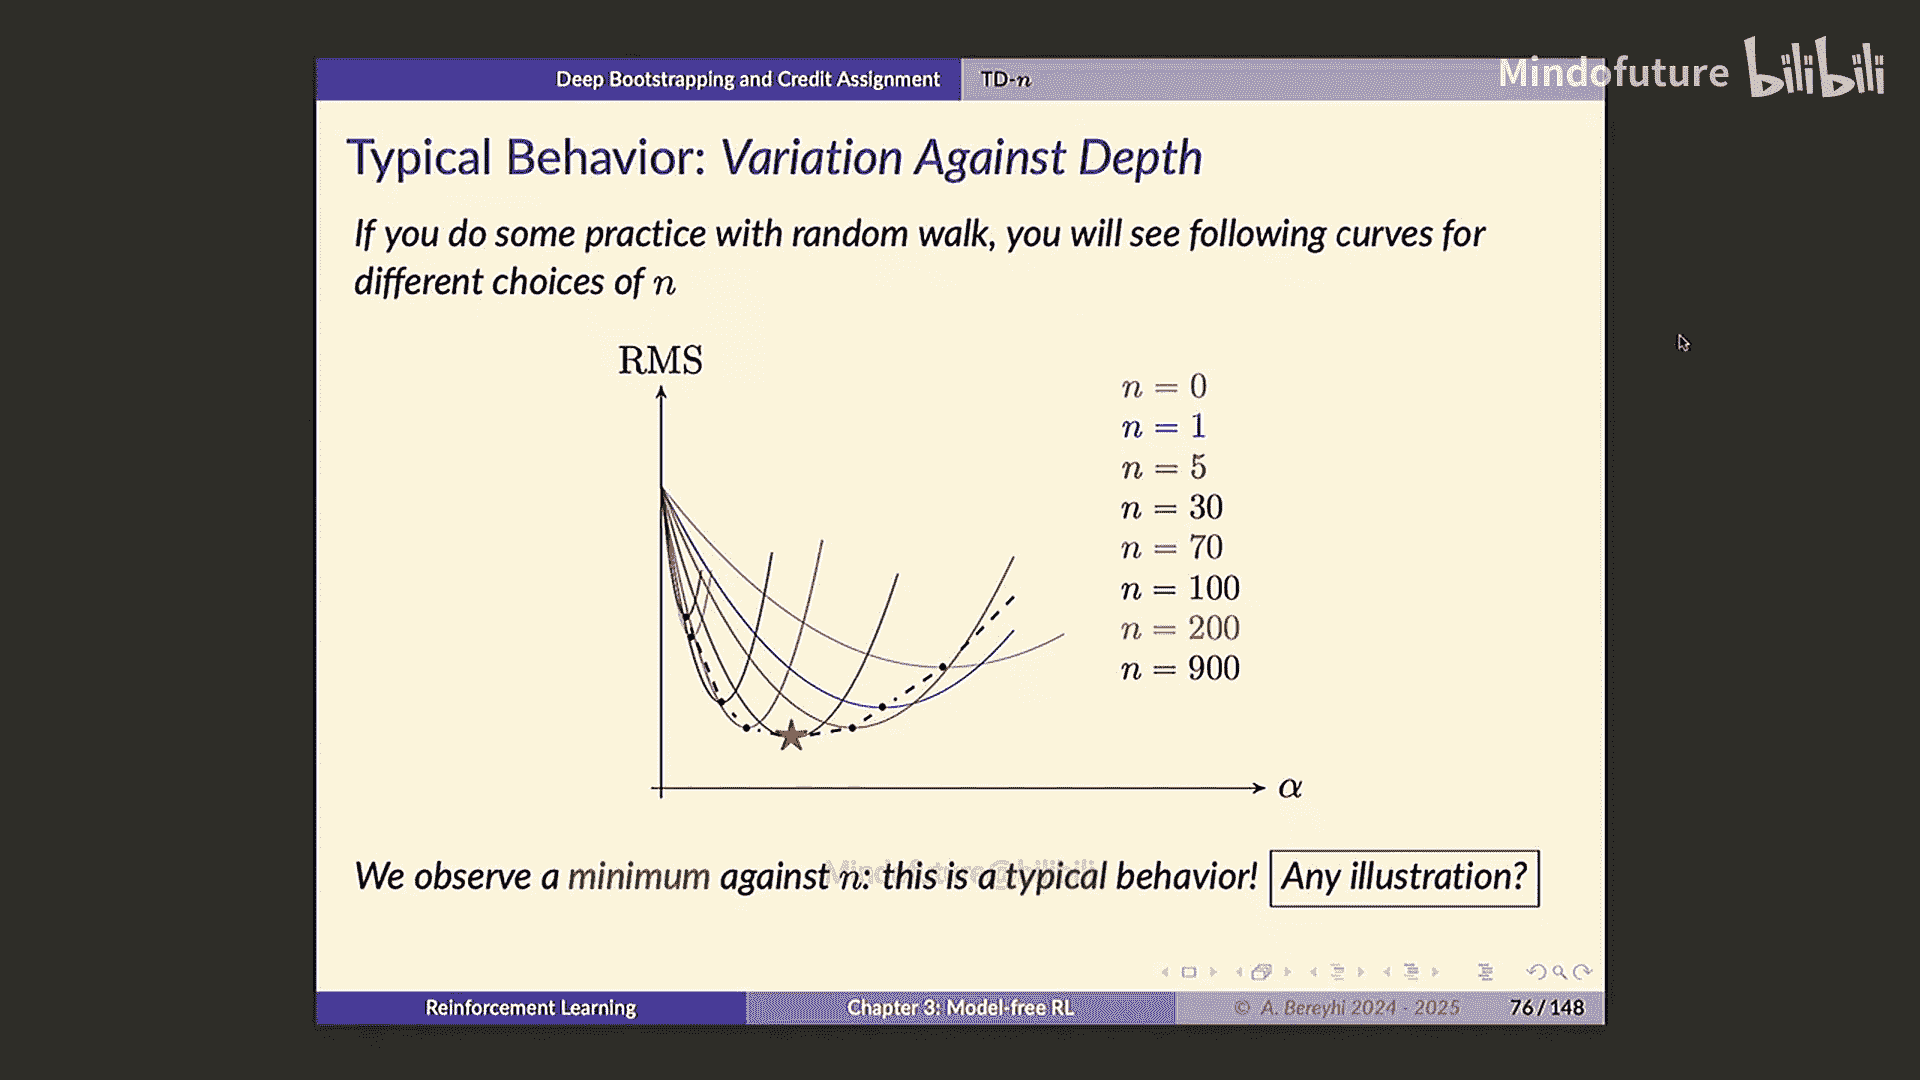 Mindofuture bilibili
Deep Bootstrapping and Credit Assignment TD-n
Typical Behavior: Variation Against Depth
If you do some practice with random walk, you will see following curves for
different choices of n
RMS
n = 0
n = 1
n = 5
n = 30
n = 70
n = 100
n = 200
n = 900
α
We observe a minimum against n: this is a typical behavior! Any illustration?
Mindofuture@bilibili
Reinforcement Learning Chapter 3: Model-free RL © A. Bereyhi 2024 - 2025 76 / 148